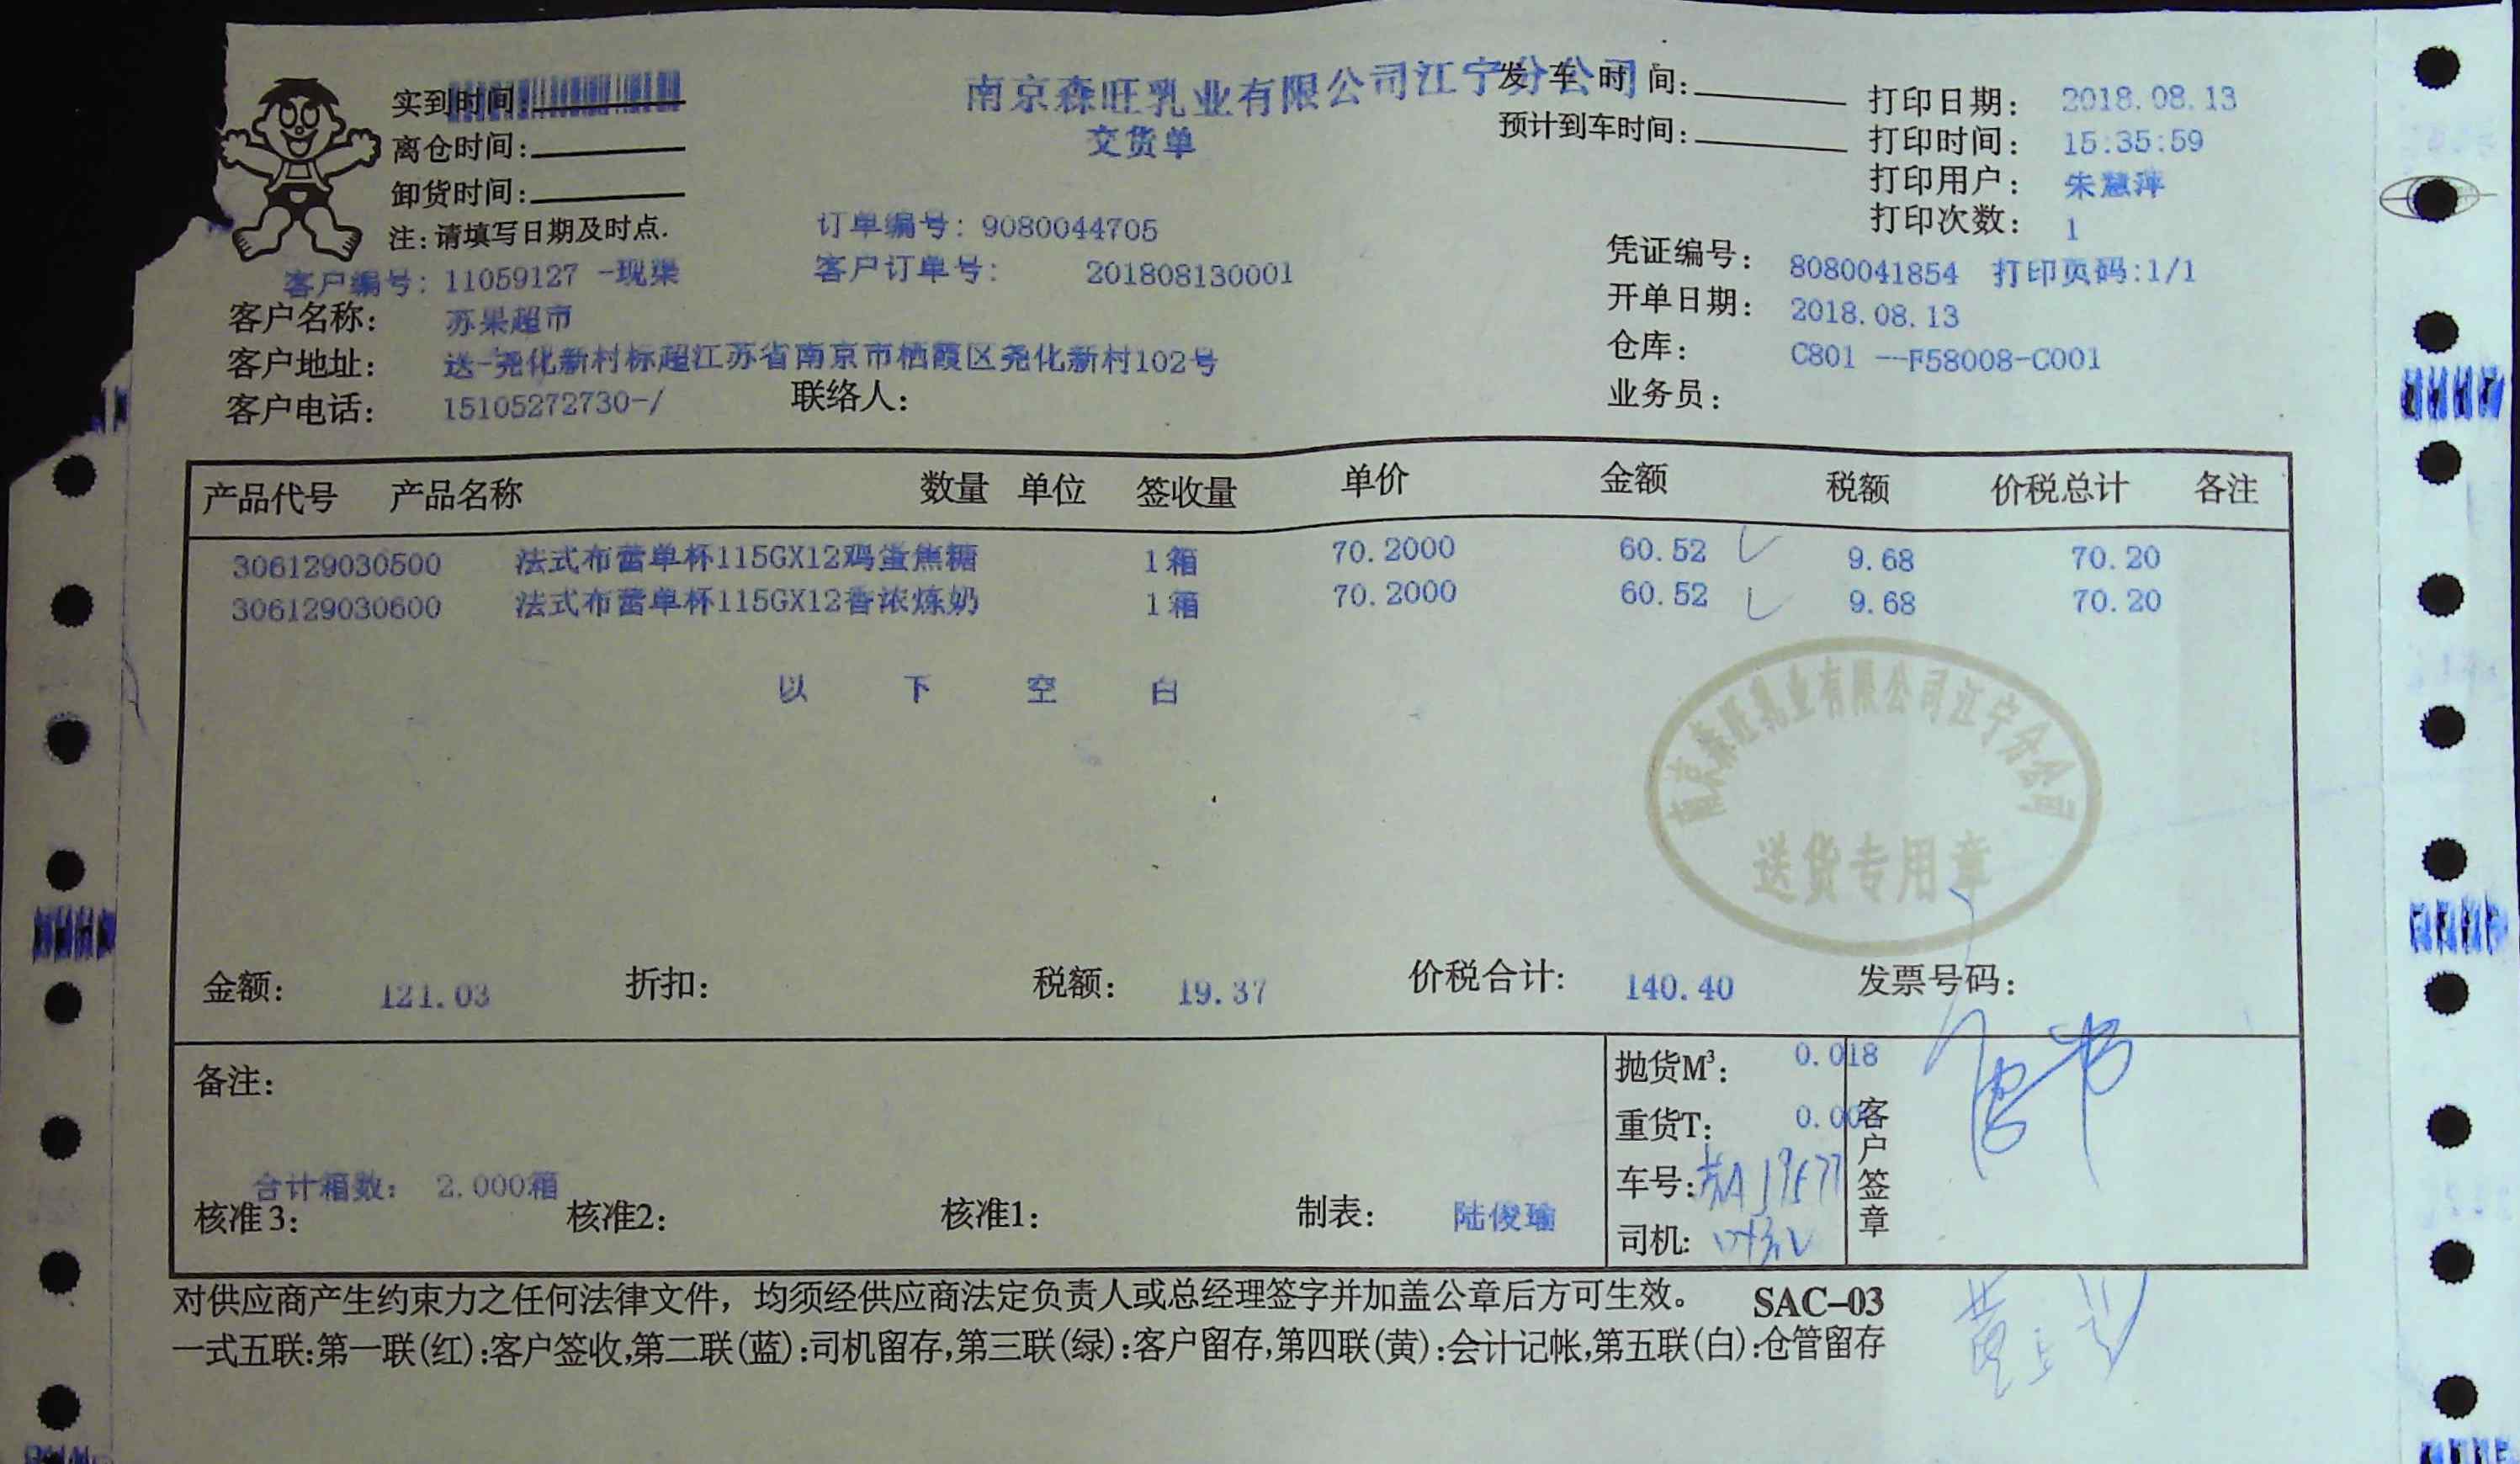 实到时间:
离仓时间:
卸货时间:
注:请填写日期及时点.
南京森旺乳业有限公司江宁分公司
交货单
发车时间:
预计到车时间:
打印日期: 2018.08.13
打印时间: 15:35:59
打印用户: 朱慧萍
打印次数: 1
订单编号: 9080044705
客户编号: 11059127 -现渠 客户订单号: 201808130001
凭证编号: 8080041854 打印页码:1/1
客户名称: 苏果超市
开单日期: 2018.08.13
客户地址: 送-尧化新村标超江苏省南京市栖霞区尧化新村102号
仓库: C801 --F58008-C001
客户电话: 15105272730-/ 联络人:
业务员:
产品代号 产品名称 数量 单位 签收量 单价 金额 税额 价税总计 各注
306129030500 法式布蕾单杯115GX12鸡蛋焦糖 1箱 70.2000 60.52 9.68 70.20
306129030600 法式布蕾单杯115GX12香浓炼奶 1箱 70.2000 60.52 9.68 70.20
以 下 空 白
南京森旺乳业有限公司江宁分公司
送货专用章
金额: 121.03 折扣: 税额: 19.37 价税合计: 140.40 发票号码:
备注:
抛货M³: 0.018
重货T:
车号:
司机:
客户签章
合计箱数: 2.000箱
核准3: 核准2: 核准1: 制表: 陆俊瑜
对供应商产生约束力之任何法律文件，均须经供应商法定负责人或总经理签字并加盖公章后方可生效。 SAC-03
一式五联:第一联(红):客户签收,第二联(蓝):司机留存,第三联(绿):客户留存,第四联(黄):会计记帐,第五联(白):仓管留存